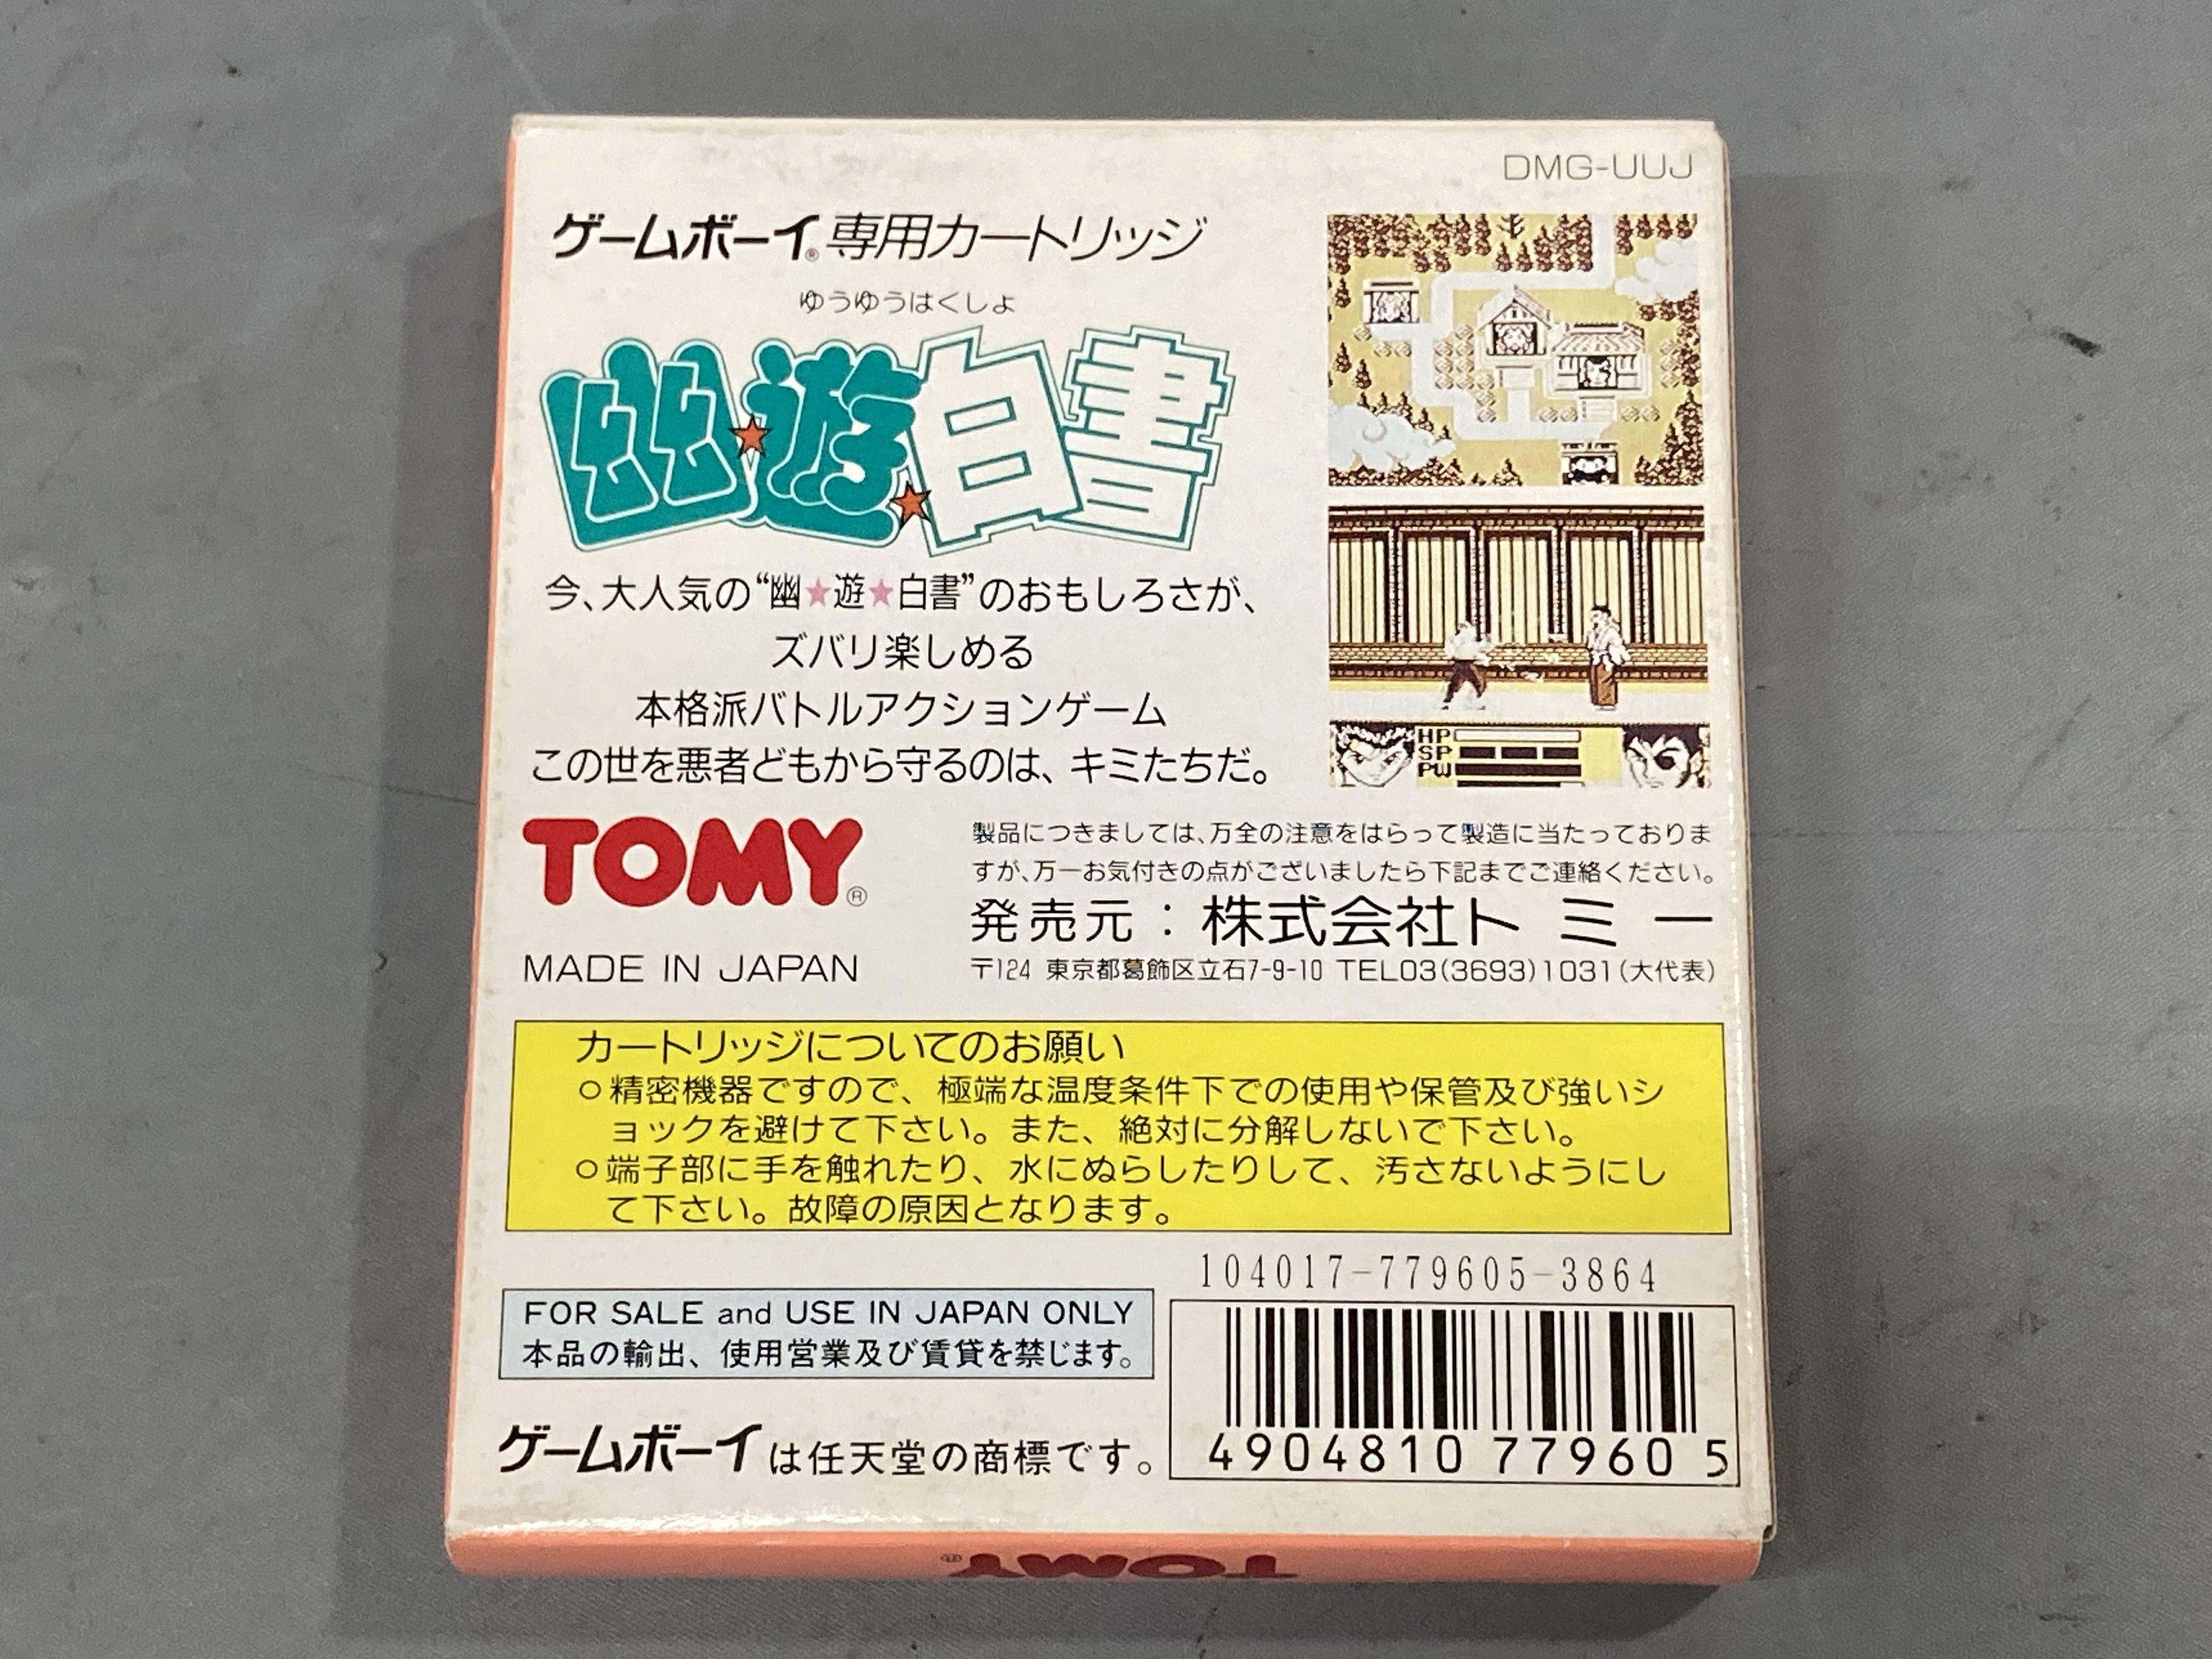 DMG-UUJ
ゲームボーイ®専用カートリッジ
ゆうゆうはくしょ
幽★遊★白書
今、大人気の“幽★遊★白書”のおもしろさが、
ズバリ楽しめる
本格派バトルアクションゲーム
この世を悪者どもから守るのは、キミたちだ。
HP
SP
PW
TOMY®
MADE IN JAPAN
製品につきましては、万全の注意をはらって製造に当たっておりま
すが、万一お気付きの点がございましたら下記までご連絡ください。
発売元：株式会社トミー
〒124 東京都葛飾区立石7-9-10 TEL03(3693)1031(大代表)
カートリッジについてのお願い
○精密機器ですので、極端な温度条件下での使用や保管及び強いシ
ョックを避けて下さい。また、絶対に分解しないで下さい。
○端子部に手を触れたり、水にぬらしたりして、汚さないようにし
て下さい。故障の原因となります。
104017-779605-3864
FOR SALE and USE IN JAPAN ONLY
本品の輸出、使用営業及び賃貸を禁じます。
4904810 77960 5
ゲームボーイは任天堂の商標です。
TOMY®